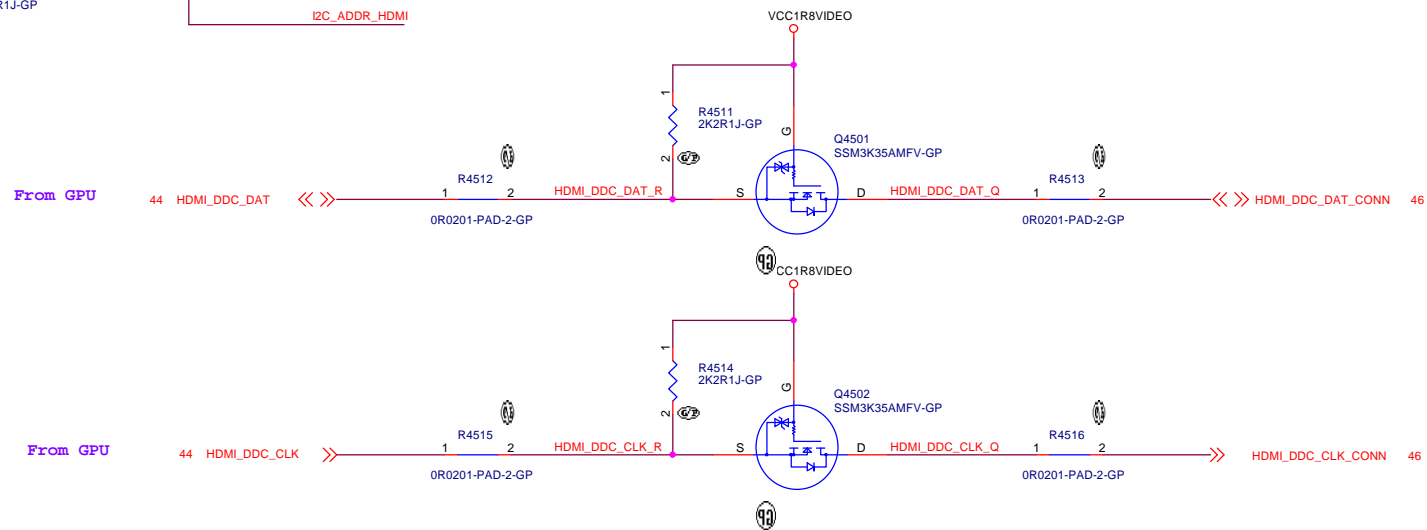 R1J-GP
I2C_ADDR_HDMI
VCC1R8VIDEO
1
R4511
2K2R1J-GP
G
Q4501
SSM3K35AMFV-GP
2
G/P
From GPU
44 HDMI_DDC_DAT
1 R4512 2
0R0201-PAD-2-GP
HDMI_DDC_DAT_R
S
D
HDMI_DDC_DAT_Q
1 R4513 2
0R0201-PAD-2-GP
HDMI_DDC_DAT_CONN 46
GP
CC1R8VIDEO
1
R4514
2K2R1J-GP
G
Q4502
SSM3K35AMFV-GP
2
G/P
From GPU
44 HDMI_DDC_CLK
1 R4515 2
0R0201-PAD-2-GP
HDMI_DDC_CLK_R
S
D
HDMI_DDC_CLK_Q
1 R4516 2
0R0201-PAD-2-GP
HDMI_DDC_CLK_CONN 46
GP